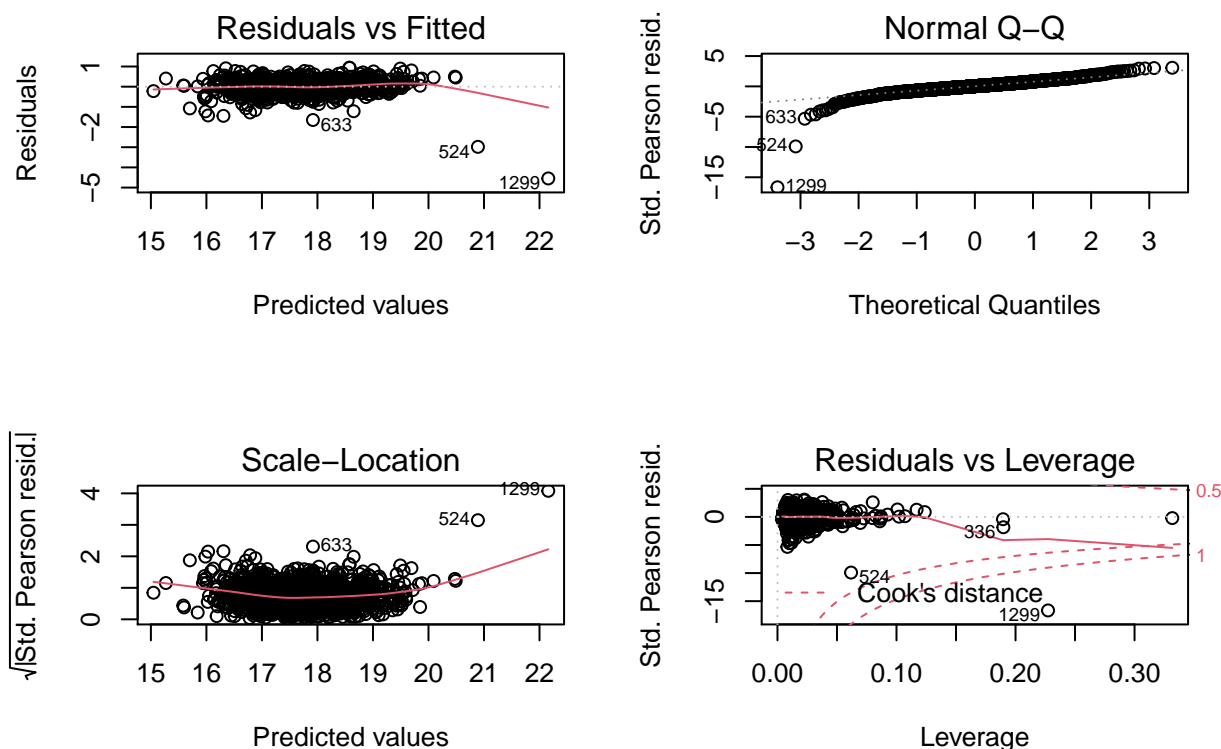 Residuals vs Fitted
Residuals
1
−2
−5
633
524
1299
15 16 17 18 19 20 21 22
Predicted values
Normal Q−Q
Std. Pearson resid.
5
−5
−15
633
524
1299
−3 −2 −1 0 1 2 3
Theoretical Quantiles
Scale−Location
√|Std. Pearson resid.|
4
2
0
1299
524
633
15 16 17 18 19 20 21 22
Predicted values
Residuals vs Leverage
Std. Pearson resid.
0
−15
0.5
1
336
524
Cook's distance
1299
0.00 0.10 0.20 0.30
Leverage